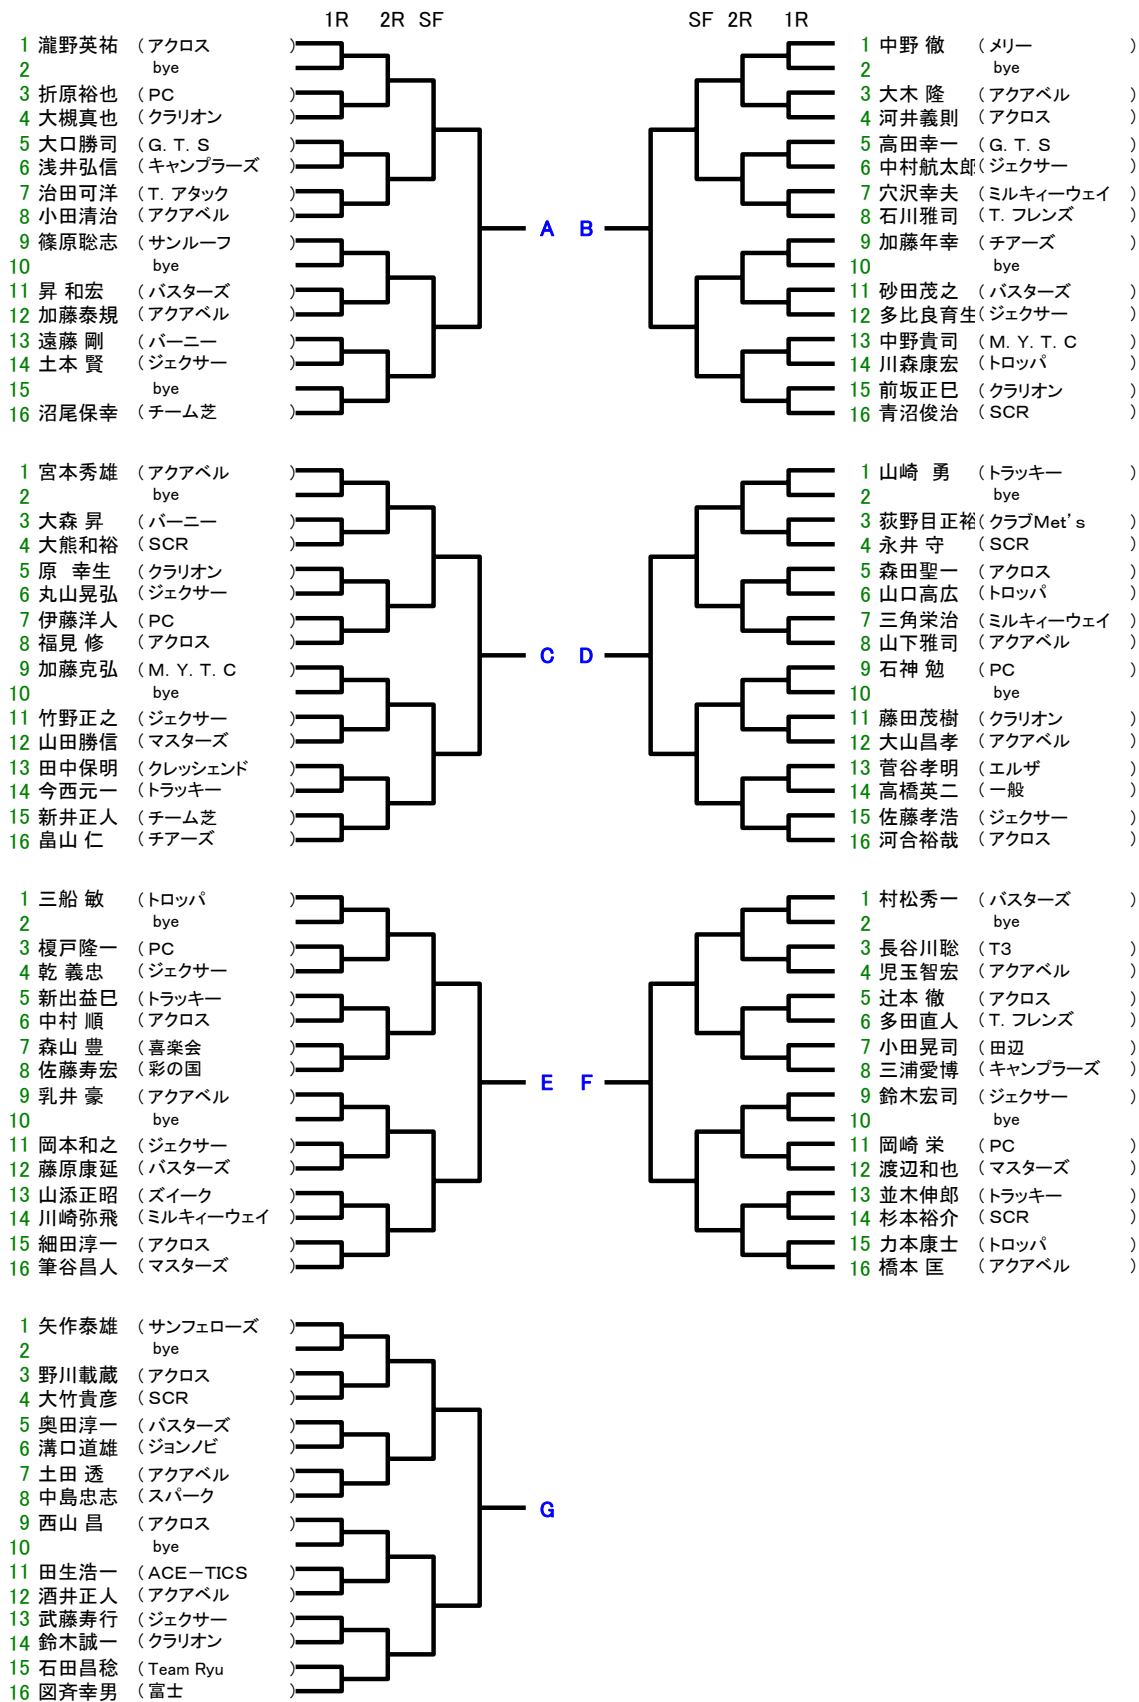 1R 2R SF
1 瀧野英祐 （アクロス ）
2 bye
3 折原裕也 （PC ）
4 大槻真也 （クラリオン ）
5 大口勝司 （G. T. S ）
6 浅井弘信 （キャンプラーズ ）
7 治田可洋 （T. アタック ）
8 小田清治 （アクアベル ）
9 篠原聡志 （サンルーフ ）
10 bye
11 昇 和宏 （バスターズ ）
12 加藤泰規 （アクアベル ）
13 遠藤 剛 （バーニー ）
14 土本 賢 （ジェクサー ）
15 bye
16 沼尾保幸 （チーム芝 ）
A
SF 2R 1R
1 中野 徹 （メリー ）
2 bye
3 大木 隆 （アクアベル ）
4 河井義則 （アクロス ）
5 高田幸一 （G. T. S ）
6 中村航太郎（ジェクサー ）
7 穴沢幸夫 （ミルキィーウェイ ）
8 石川雅司 （T. フレンズ ）
9 加藤年幸 （チアーズ ）
10 bye
11 砂田茂之 （バスターズ ）
12 多比良育生（ジェクサー ）
13 中野貴司 （M. Y. T. C ）
14 川森康宏 （トロッパ ）
15 前坂正巳 （クラリオン ）
16 青沼俊治 （SCR ）
B
1 宮本秀雄 （アクアベル ）
2 bye
3 大森 昇 （バーニー ）
4 大熊和裕 （SCR ）
5 原 幸生 （クラリオン ）
6 丸山晃弘 （ジェクサー ）
7 伊藤洋人 （PC ）
8 福見 修 （アクロス ）
9 加藤克弘 （M. Y. T. C ）
10 bye
11 竹野正之 （ジェクサー ）
12 山田勝信 （マスターズ ）
13 田中保明 （クレッシェンド ）
14 今西元一 （トラッキー ）
15 新井正人 （チーム芝 ）
16 畠山 仁 （チアーズ ）
C
1 山崎 勇 （トラッキー ）
2 bye
3 荻野目正裕（クラブMet’s ）
4 永井 守 （SCR ）
5 森田聖一 （アクロス ）
6 山口高広 （トロッパ ）
7 三角栄治 （ミルキィーウェイ ）
8 山下雅司 （アクアベル ）
9 石神 勉 （PC ）
10 bye
11 藤田茂樹 （クラリオン ）
12 大山昌孝 （アクアベル ）
13 菅谷孝明 （エルザ ）
14 高橋英二 （一般 ）
15 佐藤孝浩 （ジェクサー ）
16 河合裕哉 （アクロス ）
D
1 三船 敏 （トロッパ ）
2 bye
3 榎戸隆一 （PC ）
4 乾 義忠 （ジェクサー ）
5 新出益巳 （トラッキー ）
6 中村 順 （アクロス ）
7 森山 豊 （喜楽会 ）
8 佐藤寿宏 （彩の国 ）
9 乳井 豪 （アクアベル ）
10 bye
11 岡本和之 （ジェクサー ）
12 藤原康延 （バスターズ ）
13 山添正昭 （ズイーク ）
14 川崎弥飛 （ミルキィーウェイ ）
15 細田淳一 （アクロス ）
16 筆谷昌人 （マスターズ ）
E
1 村松秀一 （バスターズ ）
2 bye
3 長谷川聡 （T3 ）
4 児玉智宏 （アクアベル ）
5 辻本 徹 （アクロス ）
6 多田直人 （T. フレンズ ）
7 小田晃司 （田辺 ）
8 三浦愛博 （キャンプラーズ ）
9 鈴木宏司 （ジェクサー ）
10 bye
11 岡崎 栄 （PC ）
12 渡辺和也 （マスターズ ）
13 並木伸郎 （トラッキー ）
14 杉本裕介 （SCR ）
15 力本康士 （トロッパ ）
16 橋本 匡 （アクアベル ）
F
1 矢作泰雄 （サンフェローズ ）
2 bye
3 野川載蔵 （アクロス ）
4 大竹貴彦 （SCR ）
5 奥田淳一 （バスターズ ）
6 溝口道雄 （ジョンノビ ）
7 土田 透 （アクアベル ）
8 中島忠志 （スパーク ）
9 西山 昌 （アクロス ）
10 bye
11 田生浩一 （ACE－TICS ）
12 酒井正人 （アクアベル ）
13 武藤寿行 （ジェクサー ）
14 鈴木誠一 （クラリオン ）
15 石田昌稔 （Team Ryu ）
16 図斉幸男 （富士 ）
G